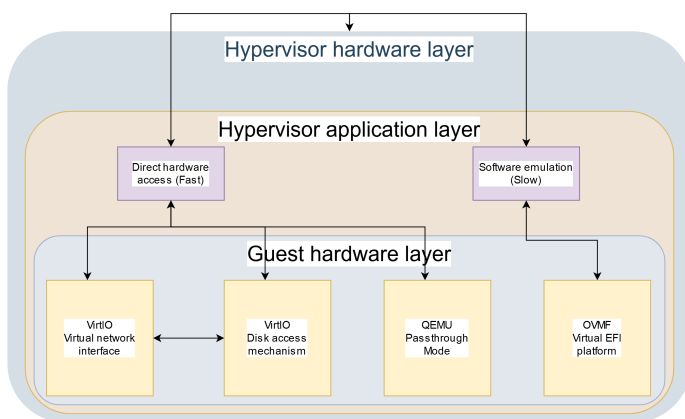 Hypervisor hardware layer
Hypervisor application layer
Direct hardware
access (Fast)
Software emulation
(Slow)
Guest hardware layer
VirtIO
Virtual network
interface
VirtIO
Disk access
mechanism
QEMU
Passthrough
Mode
OVMF
Virtual EFI
platform